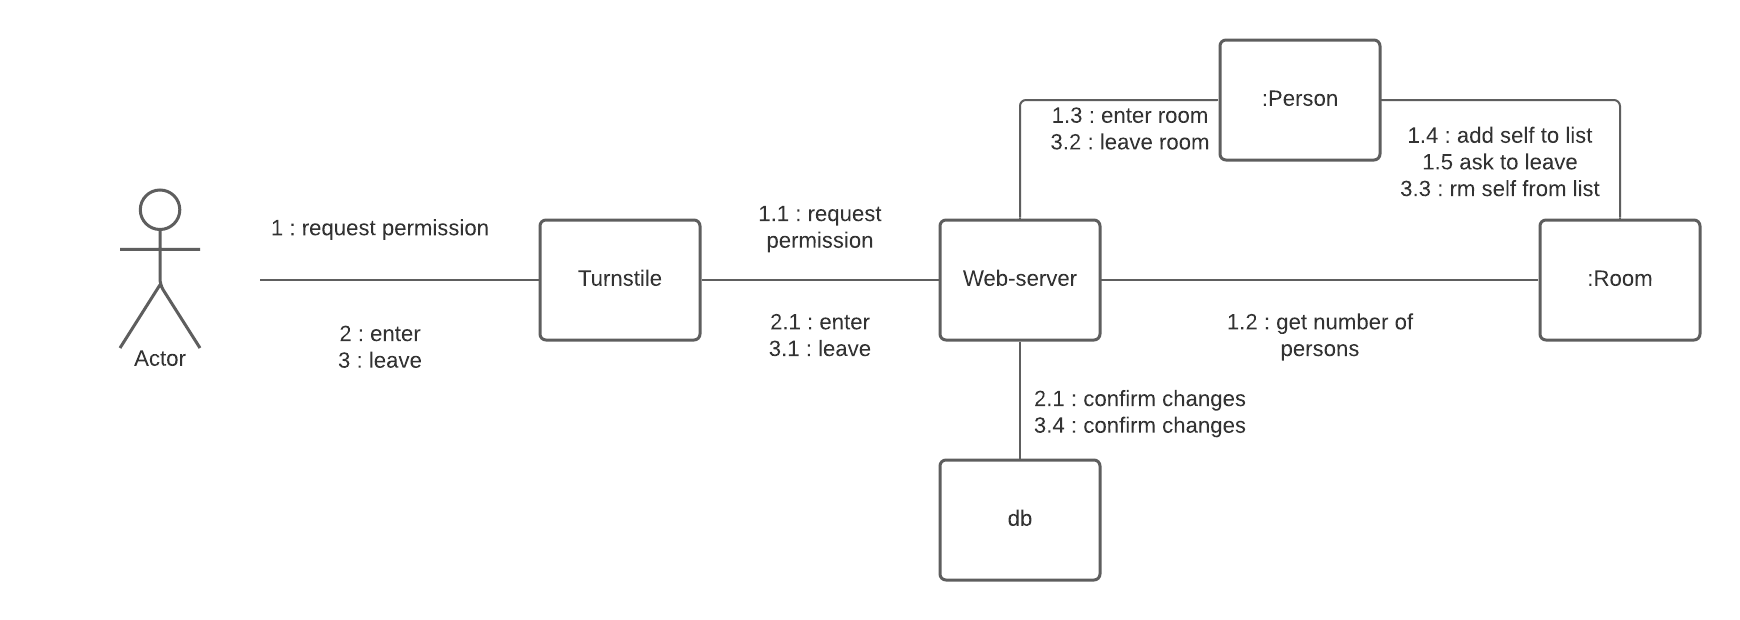 :Person
1.3 : enter room
3.2 : leave room
1.4 : add self to list
1.5 ask to leave
3.3 : rm self from list
1 : request permission
1.1 : request
permission
Turnstile
Web-server
:Room
2 : enter
3 : leave
2.1 : enter
3.1 : leave
1.2 : get number of
persons
Actor
2.1 : confirm changes
3.4 : confirm changes
db